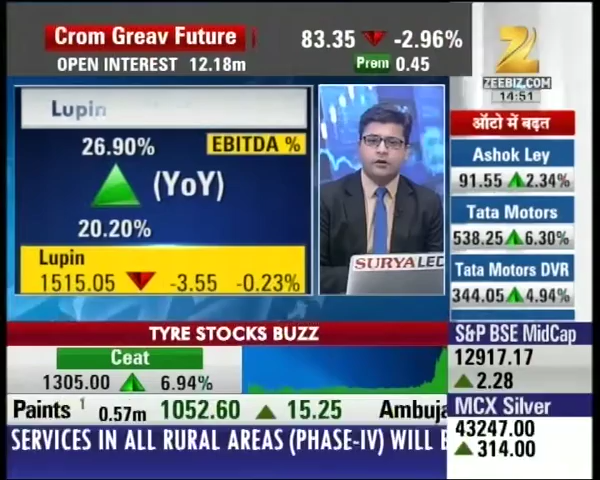 Crom Greav Future
OPEN INTEREST 12.18m
83.35 -2.96%
Prem 0.45
ZEEBIZ.COM
14:51
Lupin
26.90%
EBITDA %
(YoY)
20.20%
Lupin
1515.05 -3.55 -0.23%
SURYA LED
ऑटो में बढ़त
Ashok Ley
91.55 2.34%
Tata Motors
538.25 6.30%
Tata Motors DVR
344.05 4.94%
TYRE STOCKS BUZZ
Ceat
1305.00 6.94%
S&P BSE MidCap
12917.17
2.28
MCX Silver
43247.00
314.00
Paints 1 0.57m 1052.60 15.25 Ambuja
SERVICES IN ALL RURAL AREAS (PHASE-IV) WILL